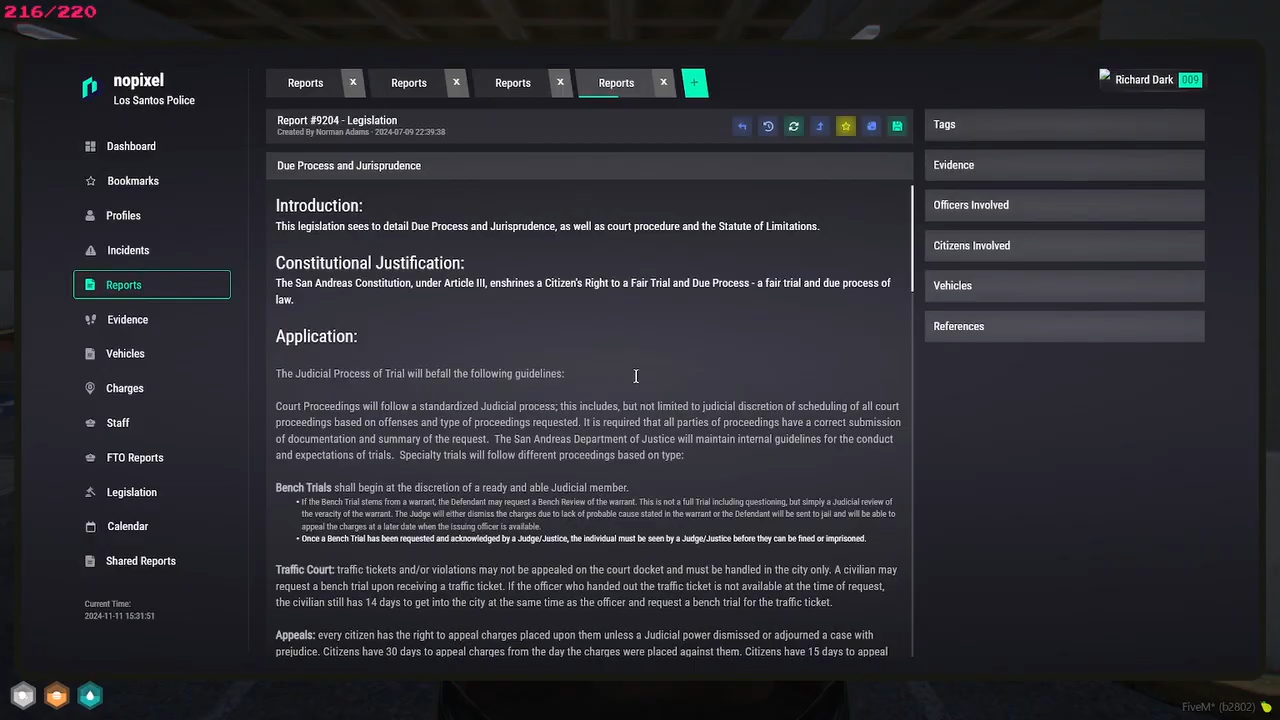 216/220
nopixel
Los Santos Police
Dashboard
Bookmarks
Profiles
Incidents
Reports
Evidence
Vehicles
Charges
Staff
FTO Reports
Legislation
Calendar
Shared Reports
Current Time:
2024-11-11 15:31:51
Reports x Reports x Reports x Reports x +
Richard Dark 009
Report #9204 - Legislation
Created By Norman Adams · 2024-07-09 22:39:38
Due Process and Jurisprudence
Introduction:
This legislation sees to detail Due Process and Jurisprudence, as well as court procedure and the Statute of Limitations.
Constitutional Justification:
The San Andreas Constitution, under Article III, enshrines a Citizen's Right to a Fair Trial and Due Process - a fair trial and due process of
law.
Application:
The Judicial Process of Trial will befall the following guidelines:
Court Proceedings will follow a standardized Judicial process; this includes, but not limited to judicial discretion of scheduling of all court
proceedings based on offenses and type of proceedings requested. It is required that all parties of proceedings have a correct submission
of documentation and summary of the request. The San Andreas Department of Justice will maintain internal guidelines for the conduct
and expectations of trials. Specialty trials will follow different proceedings based on type:
Bench Trials shall begin at the discretion of a ready and able Judicial member.
• If the Bench Trial stems from a warrant, the Defendant may request a Bench Review of the warrant. This is not a full Trial including questioning, but simply a Judicial review of
the veracity of the warrant. The Judge will either dismiss the charges due to lack of probable cause stated in the warrant or the Defendant will be sent to jail and will be able to
appeal the charges at a later date when the issuing officer is available.
• Once a Bench Trial has been requested and acknowledged by a Judge/Justice, the individual must be seen by a Judge/Justice before they can be fined or imprisoned.
Traffic Court: traffic tickets and/or violations may not be appealed on the court docket and must be handled in the city only. A civilian may
request a bench trial upon receiving a traffic ticket. If the officer who handed out the traffic ticket is not available at the time of request,
the civilian still has 14 days to get into the city at the same time as the officer and request a bench trial for the traffic ticket.
Appeals: every citizen has the right to appeal charges placed upon them unless a Judicial power dismissed or adjourned a case with
prejudice. Citizens have 30 days to appeal charges from the day the charges were placed against them. Citizens have 15 days to appeal
Tags
Evidence
Officers Involved
Citizens Involved
Vehicles
References
FiveM* (b2802)